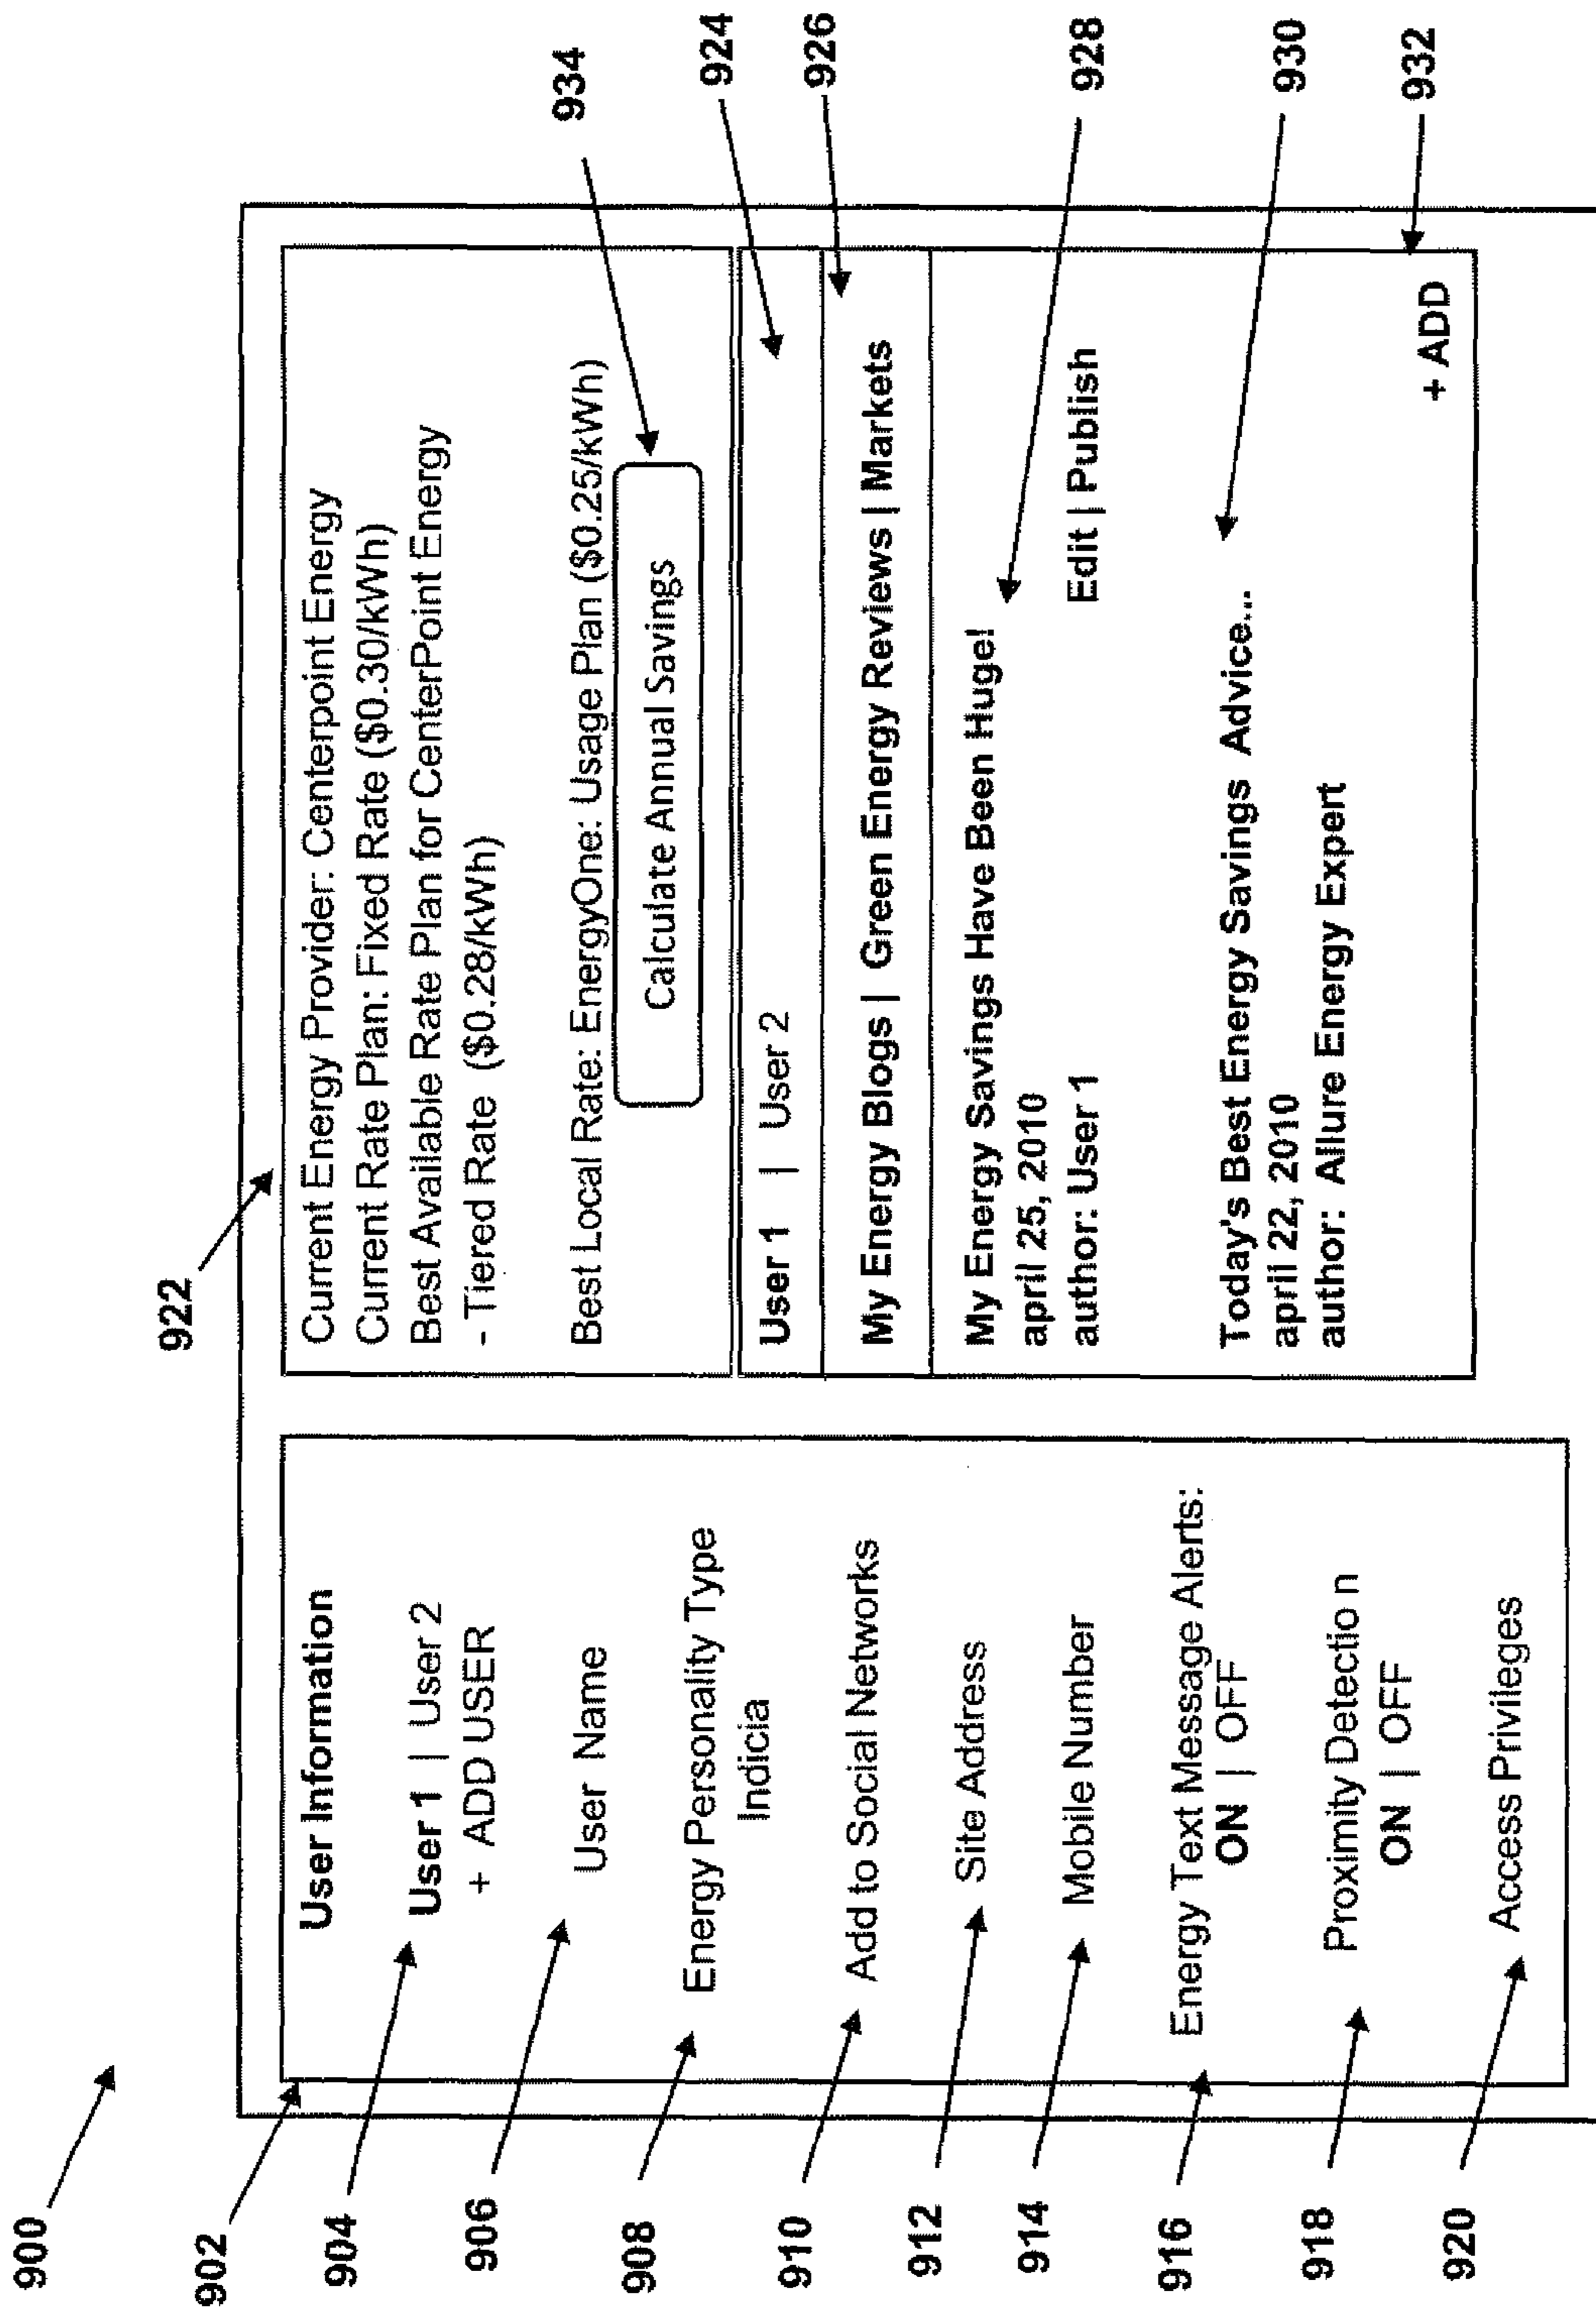 900
902
904
906
908
910
912
914
916
918
920
User Information
User 1 | User 2
+ ADD USER
User Name
Energy Personality Type
Indicia
Add to Social Networks
Site Address
Mobile Number
Energy Text Message Alerts:
ON | OFF
Proximity Detectio n
ON | OFF
Access Privileges
922
Current Energy Provider: Centerpoint Energy
Current Rate Plan: Fixed Rate ($0.30/kWh)
Best Available Rate Plan for CenterPoint Energy
- Tiered Rate ($0.28/kWh)
Best Local Rate: EnergyOne: Usage Plan ($0.25/kWh)
Calculate Annual Savings
User 1 | User 2
My Energy Blogs | Green Energy Reviews | Markets
My Energy Savings Have Been Huge!
april 25, 2010
author: User 1 Edit | Publish
Today's Best Energy Savings Advice...
april 22, 2010
author: Allure Energy Expert
+ ADD
934
924
926
928
930
932